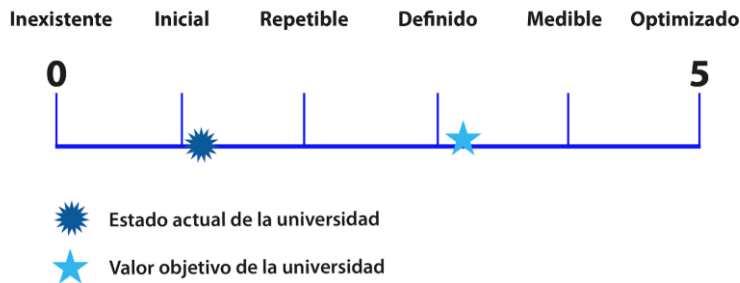 Inexistente Inicial Repetible Definido Medible Optimizado
0 5
Estado actual de la universidad
Valor objetivo de la universidad